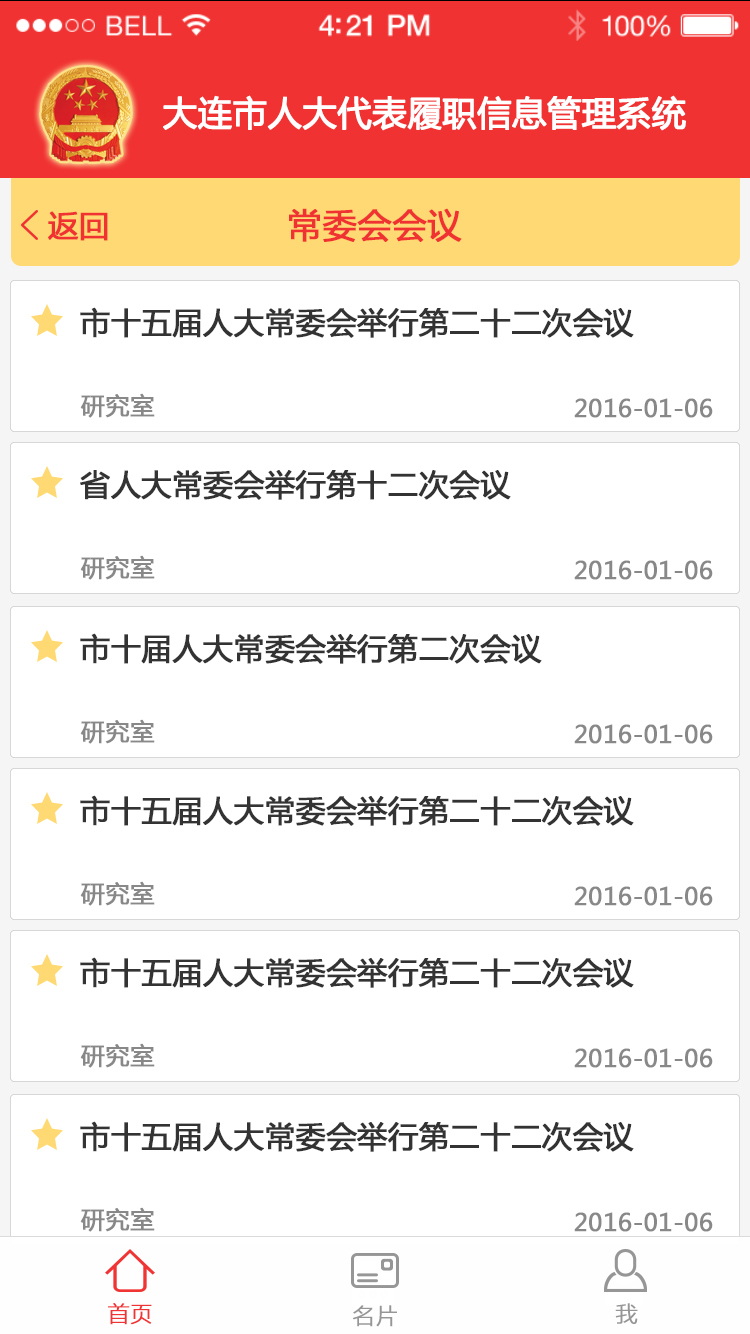 BELL 4:21 PM 100%
大连市人大代表履职信息管理系统
返回 常委会会议
市十五届人大常委会举行第二十二次会议
研究室 2016-01-06
省人大常委会举行第十二次会议
研究室 2016-01-06
市十届人大常委会举行第二次会议
研究室 2016-01-06
市十五届人大常委会举行第二十二次会议
研究室 2016-01-06
市十五届人大常委会举行第二十二次会议
研究室 2016-01-06
市十五届人大常委会举行第二十二次会议
研究室 2016-01-06
首页 名片 我